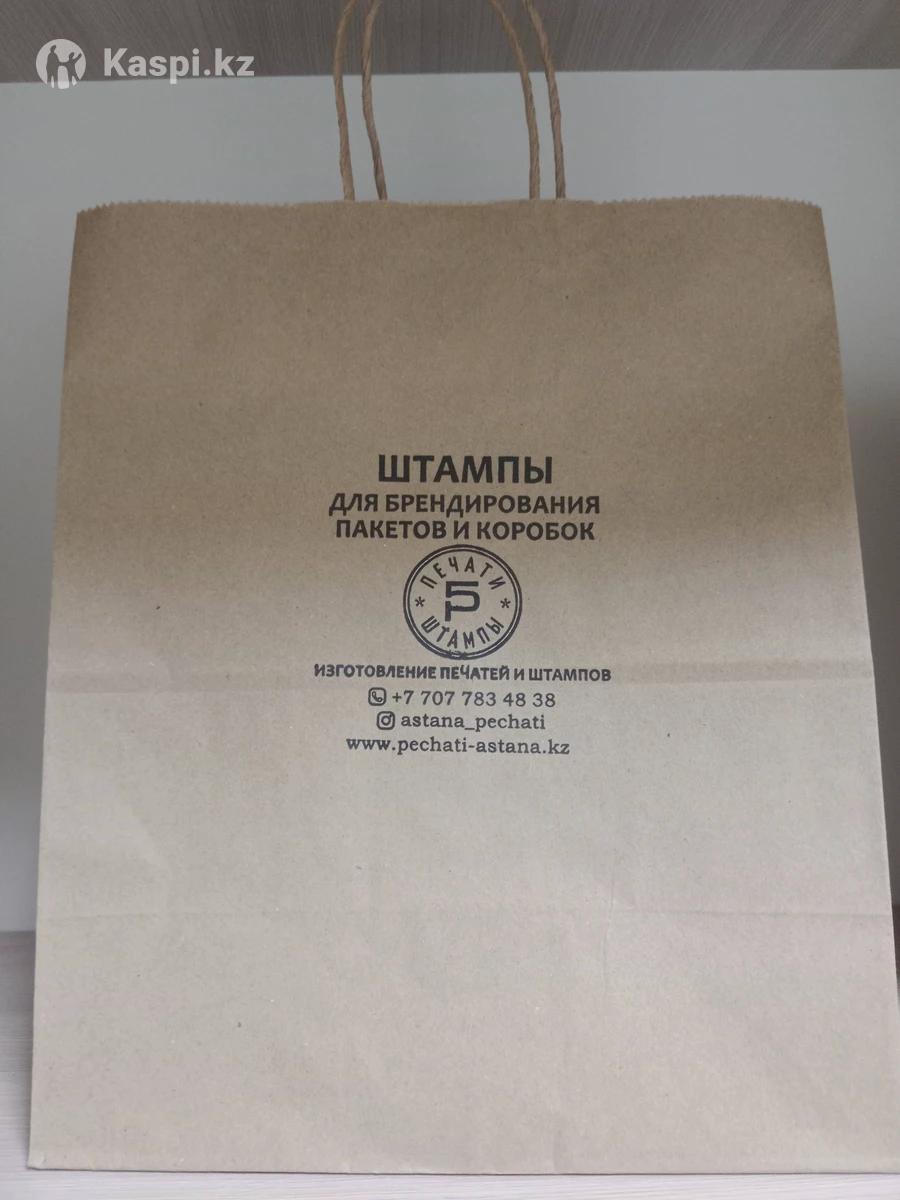 Kaspi.kz
ШТАМПЫ
ДЛЯ БРЕНДИРОВАНИЯ
ПАКЕТОВ И КОРОБОК
ПЕЧАТИ
5
*
*
ШТАМПЫ
ИЗГОТОВЛЕНИЕ ПЕЧАТЕЙ И ШТАМПОВ
+7 707 783 48 38
astana_pechati
www.pechati-astana.kz